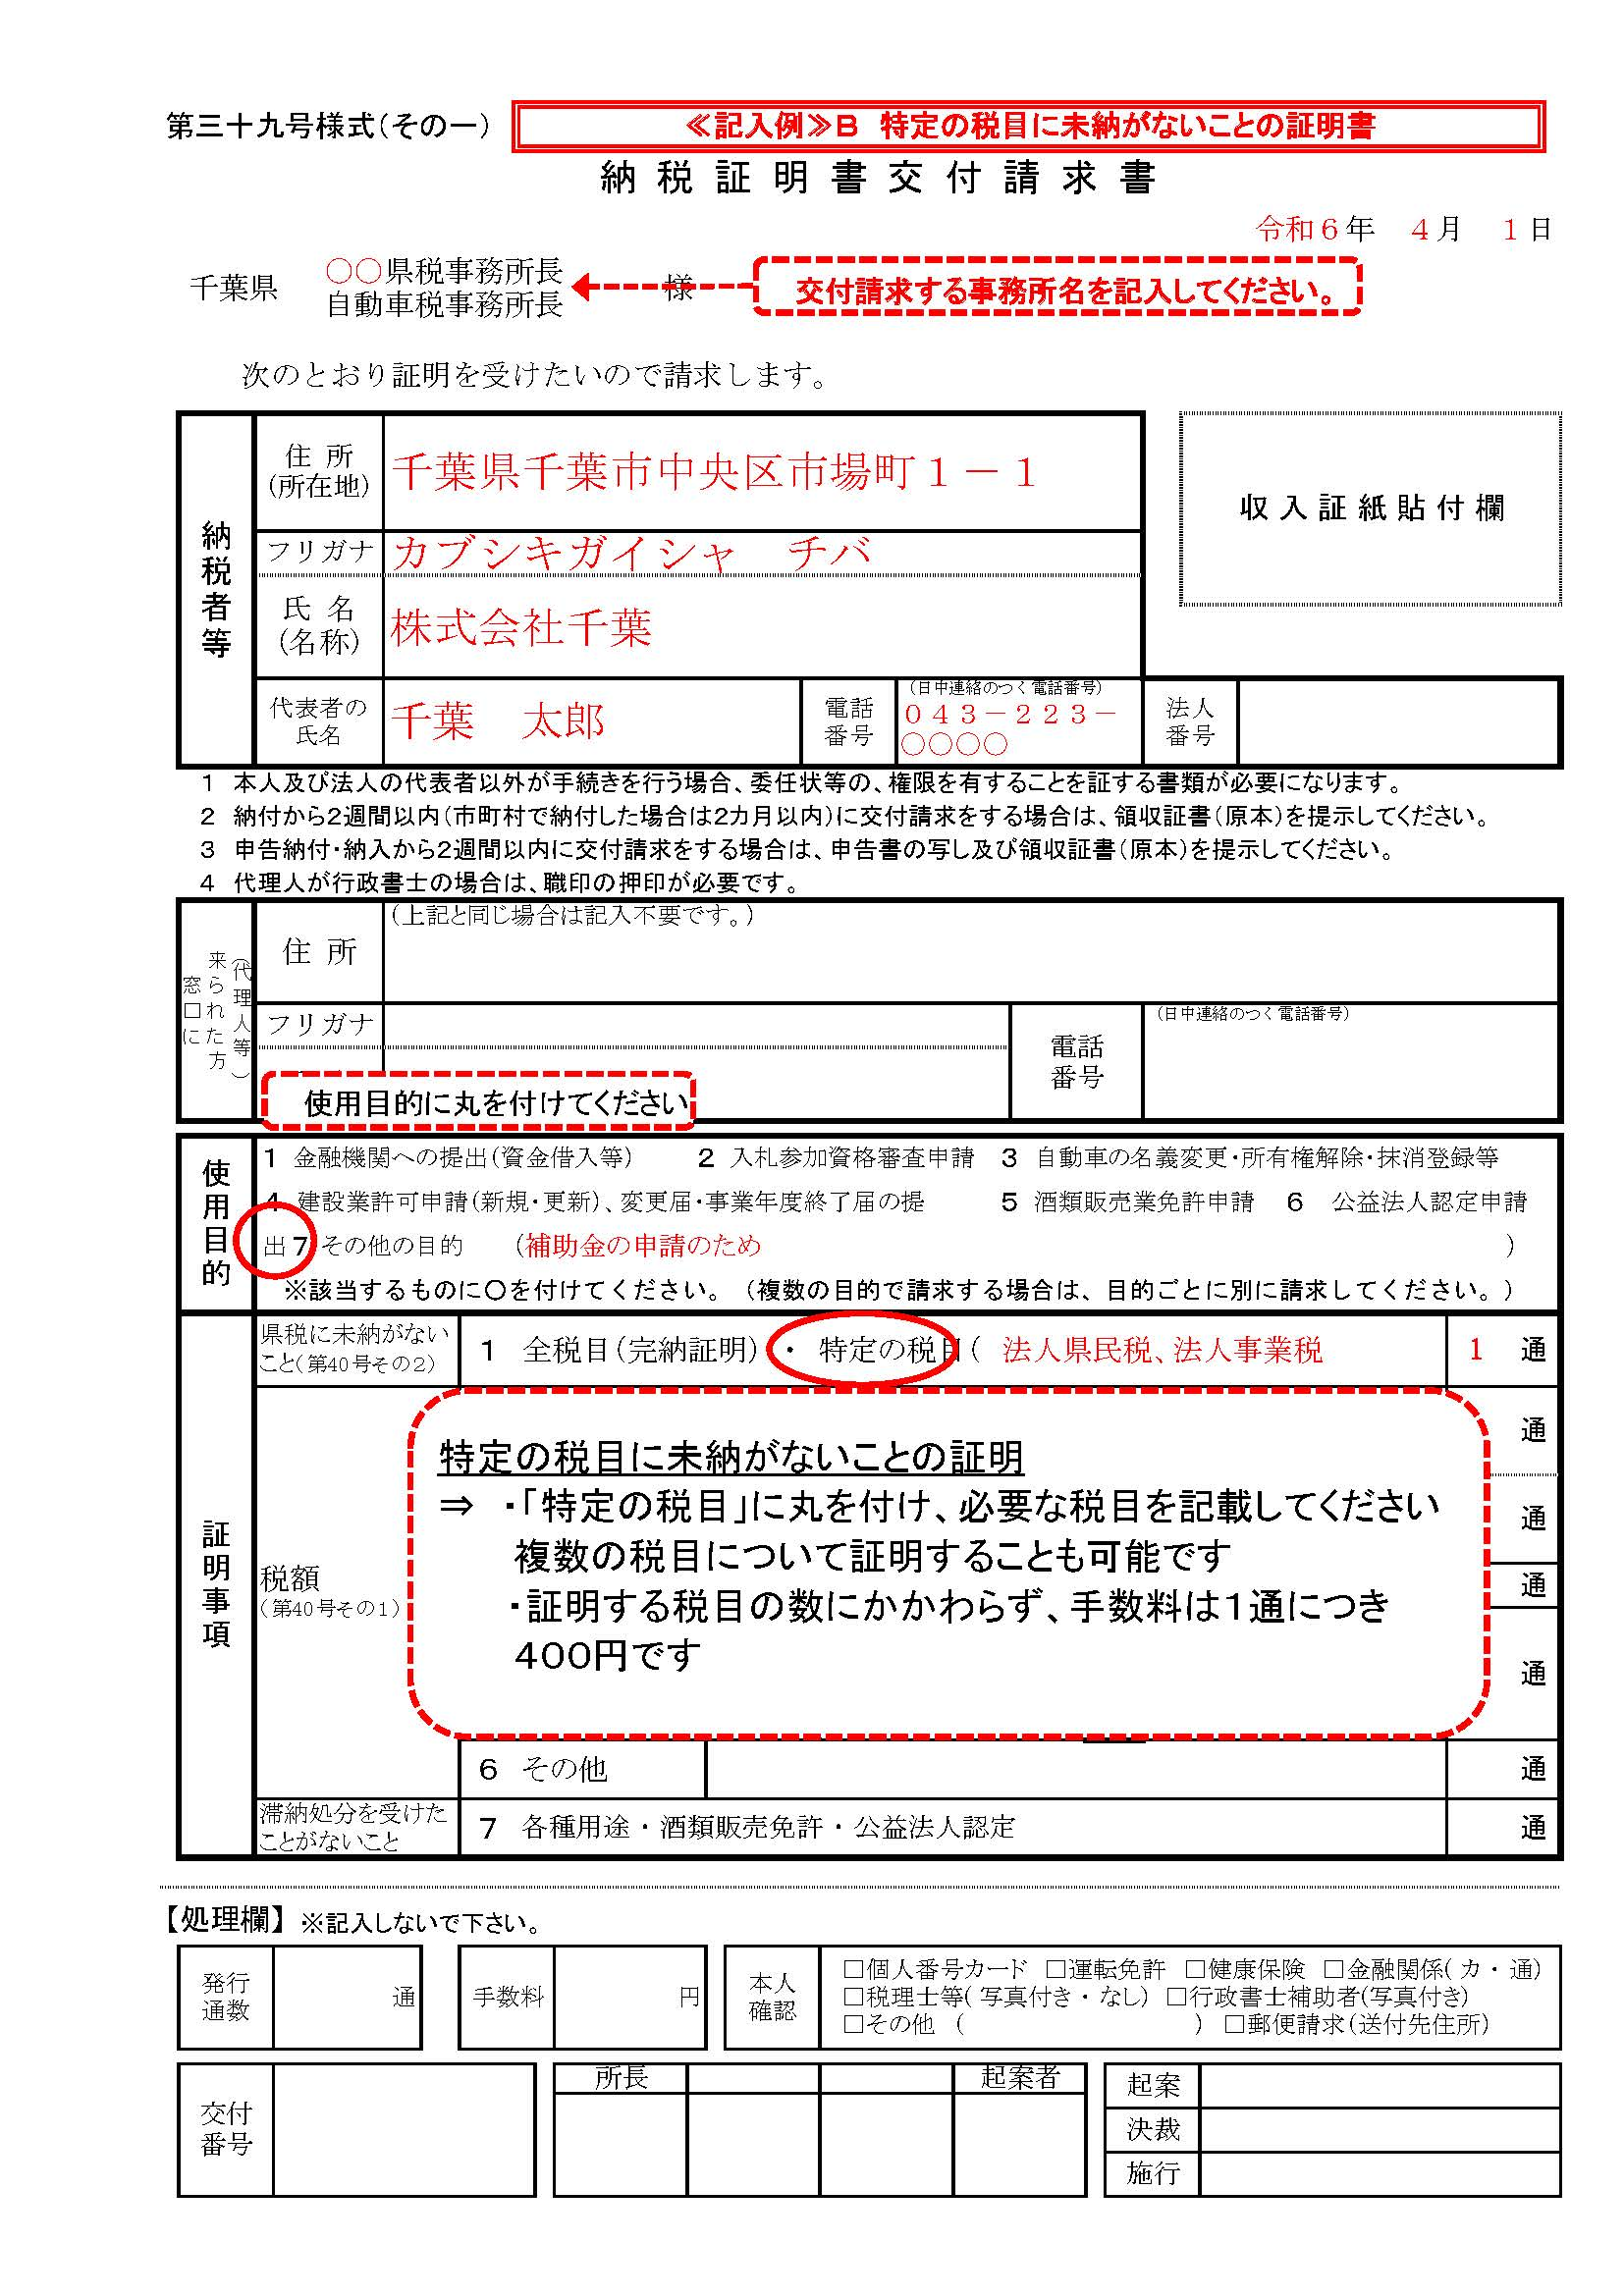 第三十九号様式(その一)
≪記入例≫B 特定の税目に未納がないことの証明書
納税証明書交付請求書
令和6年 4月 1日
千葉県
○○県税事務所長
自動車税事務所長
様
交付請求する事務所名を記入してください。
次のとおり証明を受けたいので請求します。
納税者等
住 所
(所在地)
千葉県千葉市中央区市場町1-1
フリガナ
カブシキガイシャ チバ
氏 名
(名称)
株式会社千葉
代表者の
氏名
千葉 太郎
電話
番号
(日中連絡のつく電話番号)
043-223-
○○○○
法人
番号
収入証紙貼付欄
1 本人及び法人の代表者以外が手続きを行う場合、委任状等の、権限を有することを証する書類が必要になります。
2 納付から2週間以内(市町村で納付した場合は2カ月以内)に交付請求をする場合は、領収証書(原本)を提示してください。
3 申告納付・納入から2週間以内に交付請求をする場合は、申告書の写し及び領収証書(原本)を提示してください。
4 代理人が行政書士の場合は、職印の押印が必要です。
窓口に
来られた方
(代理人等)
住 所
(上記と同じ場合は記入不要です。)
フリガナ
電話
番号
(日中連絡のつく電話番号)
使用目的に丸を付けてください
使用目的
1 金融機関への提出(資金借入等) 2 入札参加資格審査申請 3 自動車の名義変更・所有権解除・抹消登録等
4 建設業許可申請(新規・更新)、変更届・事業年度終了届の提 5 酒類販売業免許申請 6 公益法人認定申請
出7 その他の目的 (補助金の申請のため )
※該当するものに○を付けてください。(複数の目的で請求する場合は、目的ごとに別に請求してください。)
証明事項
県税に未納がない
こと(第40号その2)
1 全税目(完納証明) ・ 特定の税目( 法人県民税、法人事業税
1 通
税額
(第40号その1)
特定の税目に未納がないことの証明
⇒ ・「特定の税目」に丸を付け、必要な税目を記載してください
複数の税目について証明することも可能です
・証明する税目の数にかかわらず、手数料は1通につき
400円です
通
通
通
通
6 その他
通
滞納処分を受けた
ことがないこと
7 各種用途・酒類販売免許・公益法人認定
通
【処理欄】 ※記入しないで下さい。
発行
通数
通
手数料
円
本人
確認
□個人番号カード □運転免許 □健康保険 □金融関係(カ・通)
□税理士等(写真付き・なし) □行政書士補助者(写真付き)
□その他 ( ) □郵便請求(送付先住所)
交付
番号
所長
起案者
起案
決裁
施行